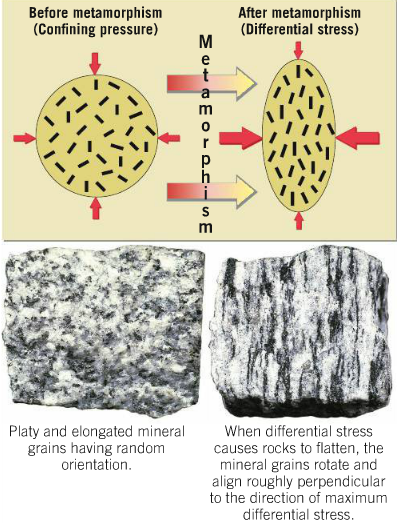 Before metamorphism
(Confining pressure)
After metamorphism
(Differential stress)
Metamorphism
Platy and elongated mineral
grains having random
orientation.
When differential stress
causes rocks to flatten, the
mineral grains rotate and
align roughly perpendicular
to the direction of maximum
differential stress.